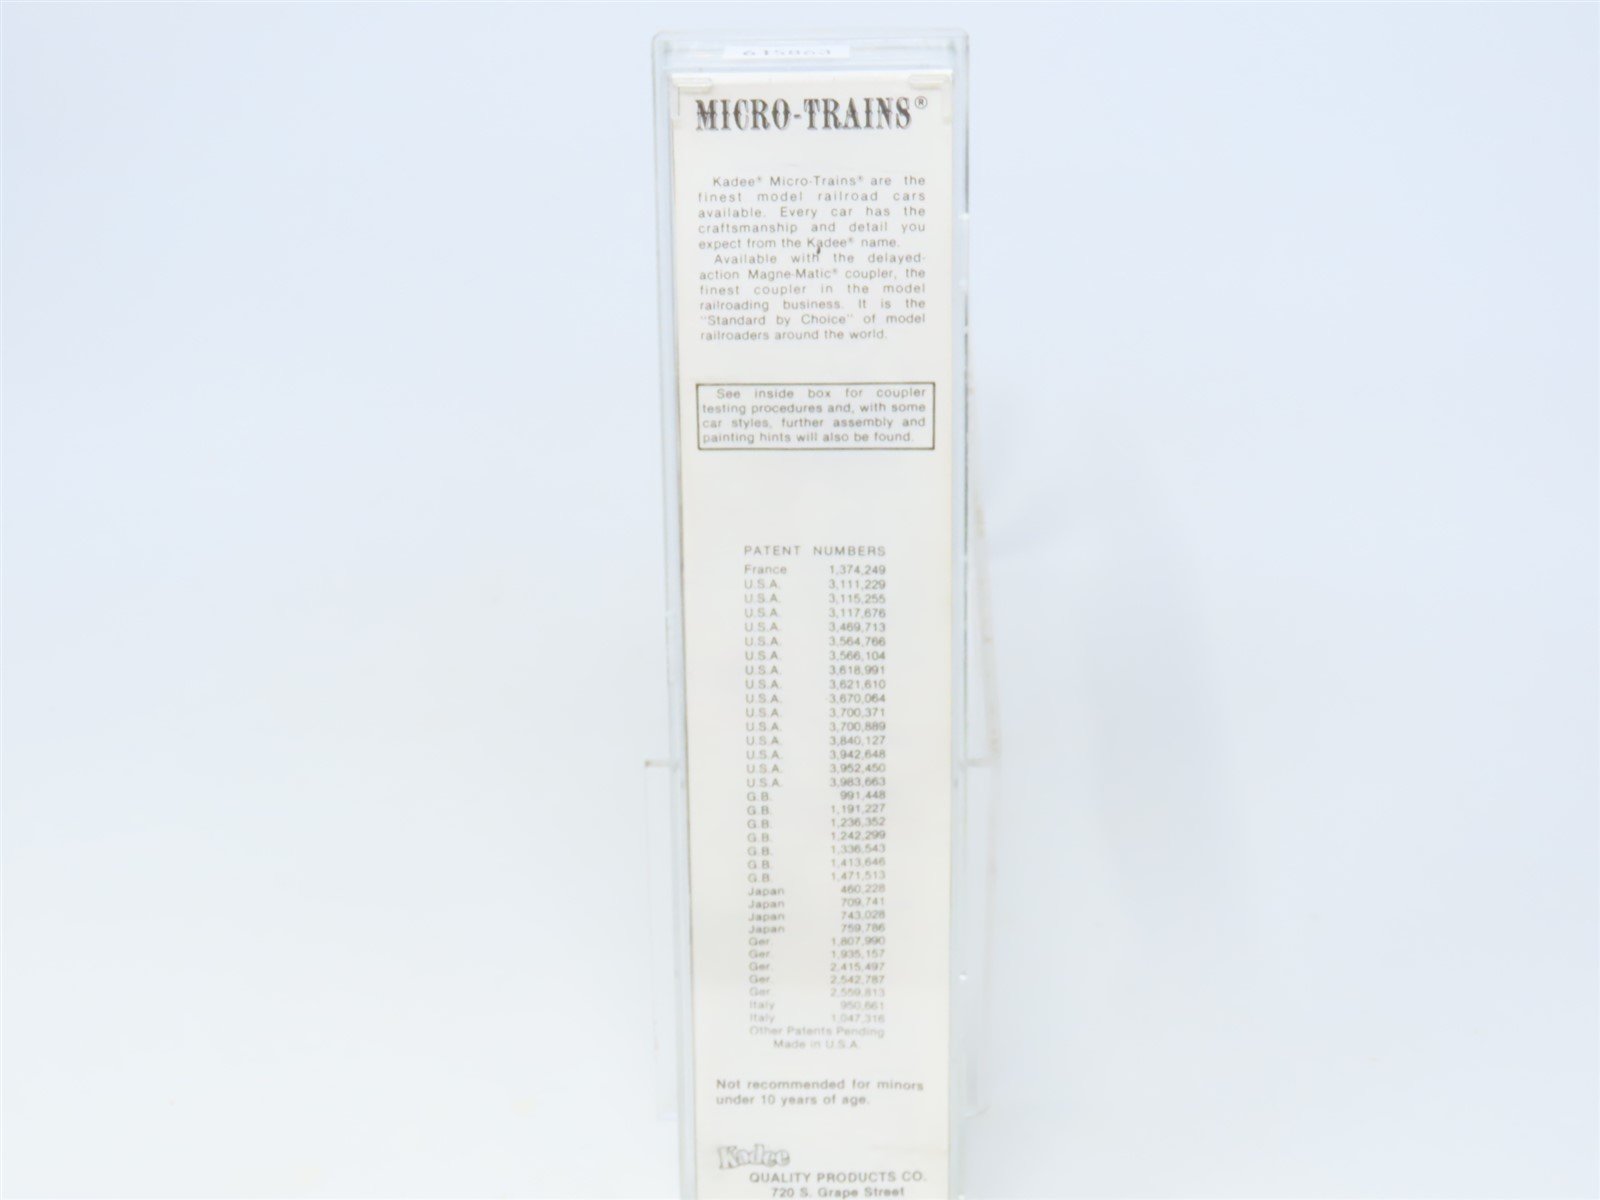 MICRO-TRAINS®
Kadee® Micro-Trains® are the
finest model railroad cars
available. Every car has the
craftsmanship and detail you
expect from the Kadee® name.
Available with the delayed-
action Magne-Matic® coupler, the
finest coupler in the model
railroading business. It is the
"Standard by Choice" of model
railroaders around the world.
See inside box for coupler
testing procedures and, with some
car styles, further assembly and
painting hints will also be found.
PATENT NUMBERS
France 1,374,249
U.S.A. 3,111,229
U.S.A. 3,115,255
U.S.A. 3,117,676
U.S.A. 3,469,713
U.S.A. 3,564,766
U.S.A. 3,566,104
U.S.A. 3,618,991
U.S.A. 3,621,610
U.S.A. 3,670,064
U.S.A. 3,700,371
U.S.A. 3,700,889
U.S.A. 3,840,127
U.S.A. 3,942,648
U.S.A. 3,952,450
U.S.A. 3,983,663
G.B. 991,448
G.B. 1,191,227
G.B. 1,236,352
G.B. 1,242,299
G.B. 1,336,543
G.B. 1,413,646
G.B. 1,471,513
Japan 460,228
Japan 709,741
Japan 743,028
Japan 759,786
Ger. 1,807,990
Ger. 1,935,157
Ger. 2,415,497
Ger. 2,542,787
Ger. 2,559,813
Italy 950,661
Italy 1,047,316
Other Patents Pending
Made in U.S.A.
Not recommended for minors
under 10 years of age.
Kadee
QUALITY PRODUCTS CO.
720 S. Grape Street